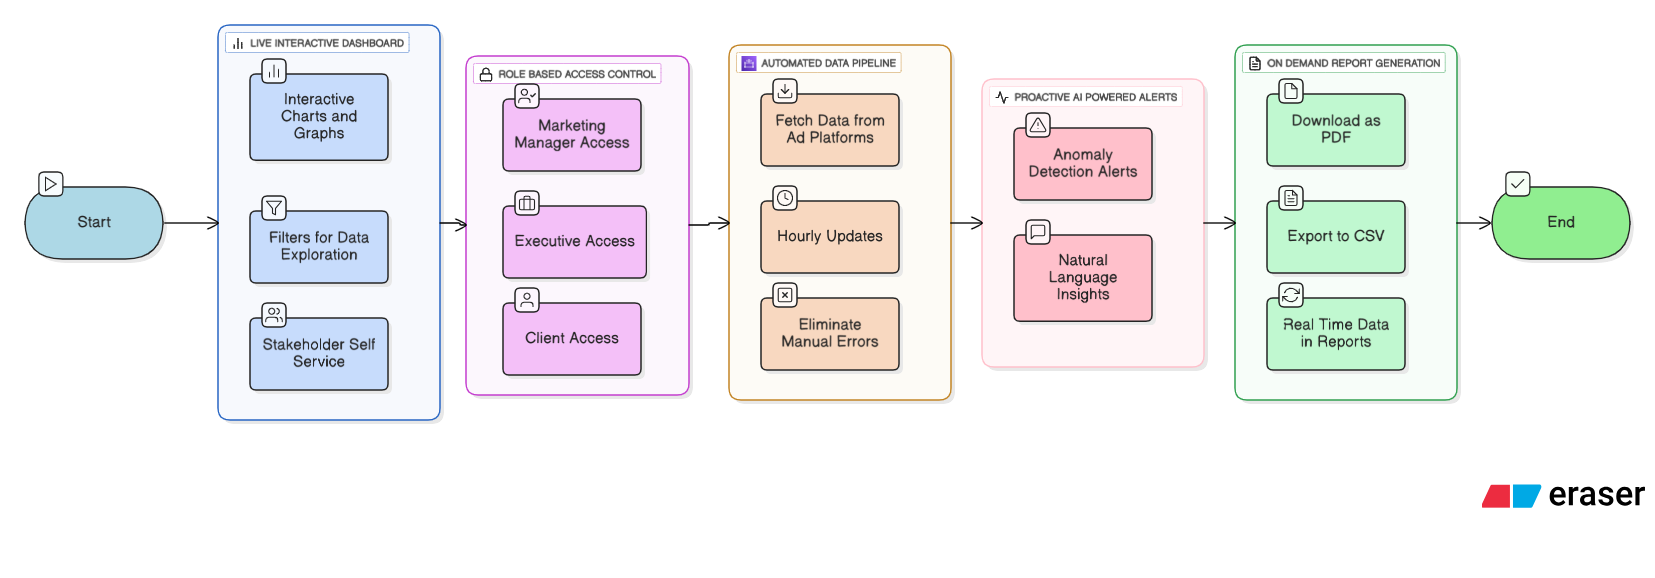 Start
LIVE INTERACTIVE DASHBOARD
Interactive
Charts and
Graphs
Filters for Data
Exploration
Stakeholder Self
Service
ROLE BASED ACCESS CONTROL
Marketing
Manager Access
Executive Access
Client Access
AUTOMATED DATA PIPELINE
Fetch Data from
Ad Platforms
Hourly Updates
Eliminate
Manual Errors
PROACTIVE AI POWERED ALERTS
Anomaly
Detection Alerts
Natural
Language
Insights
ON DEMAND REPORT GENERATION
Download as
PDF
Export to CSV
Real Time Data
in Reports
End
eraser